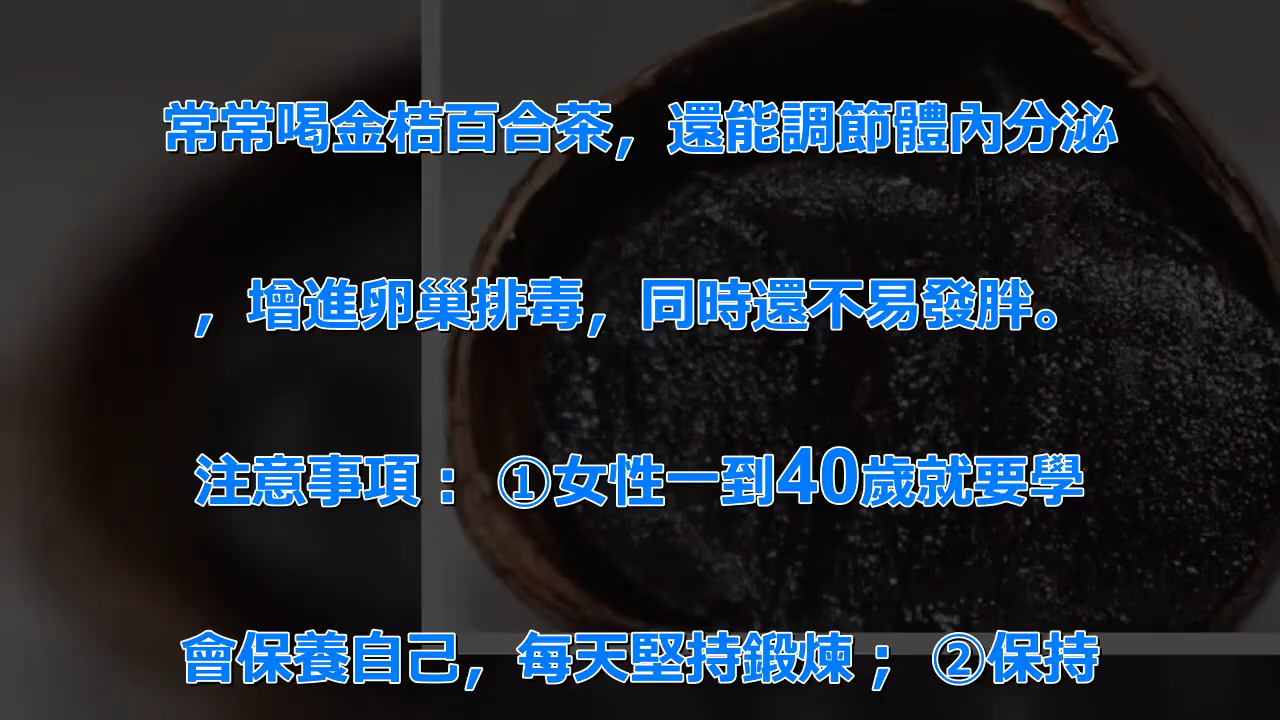 常常喝金桔百合茶，還能調節體內分泌
，增進卵巢排毒，同時還不易發胖。
注意事項： ①女性一到40歲就要學
會保養自己，每天堅持鍛煉； ②保持